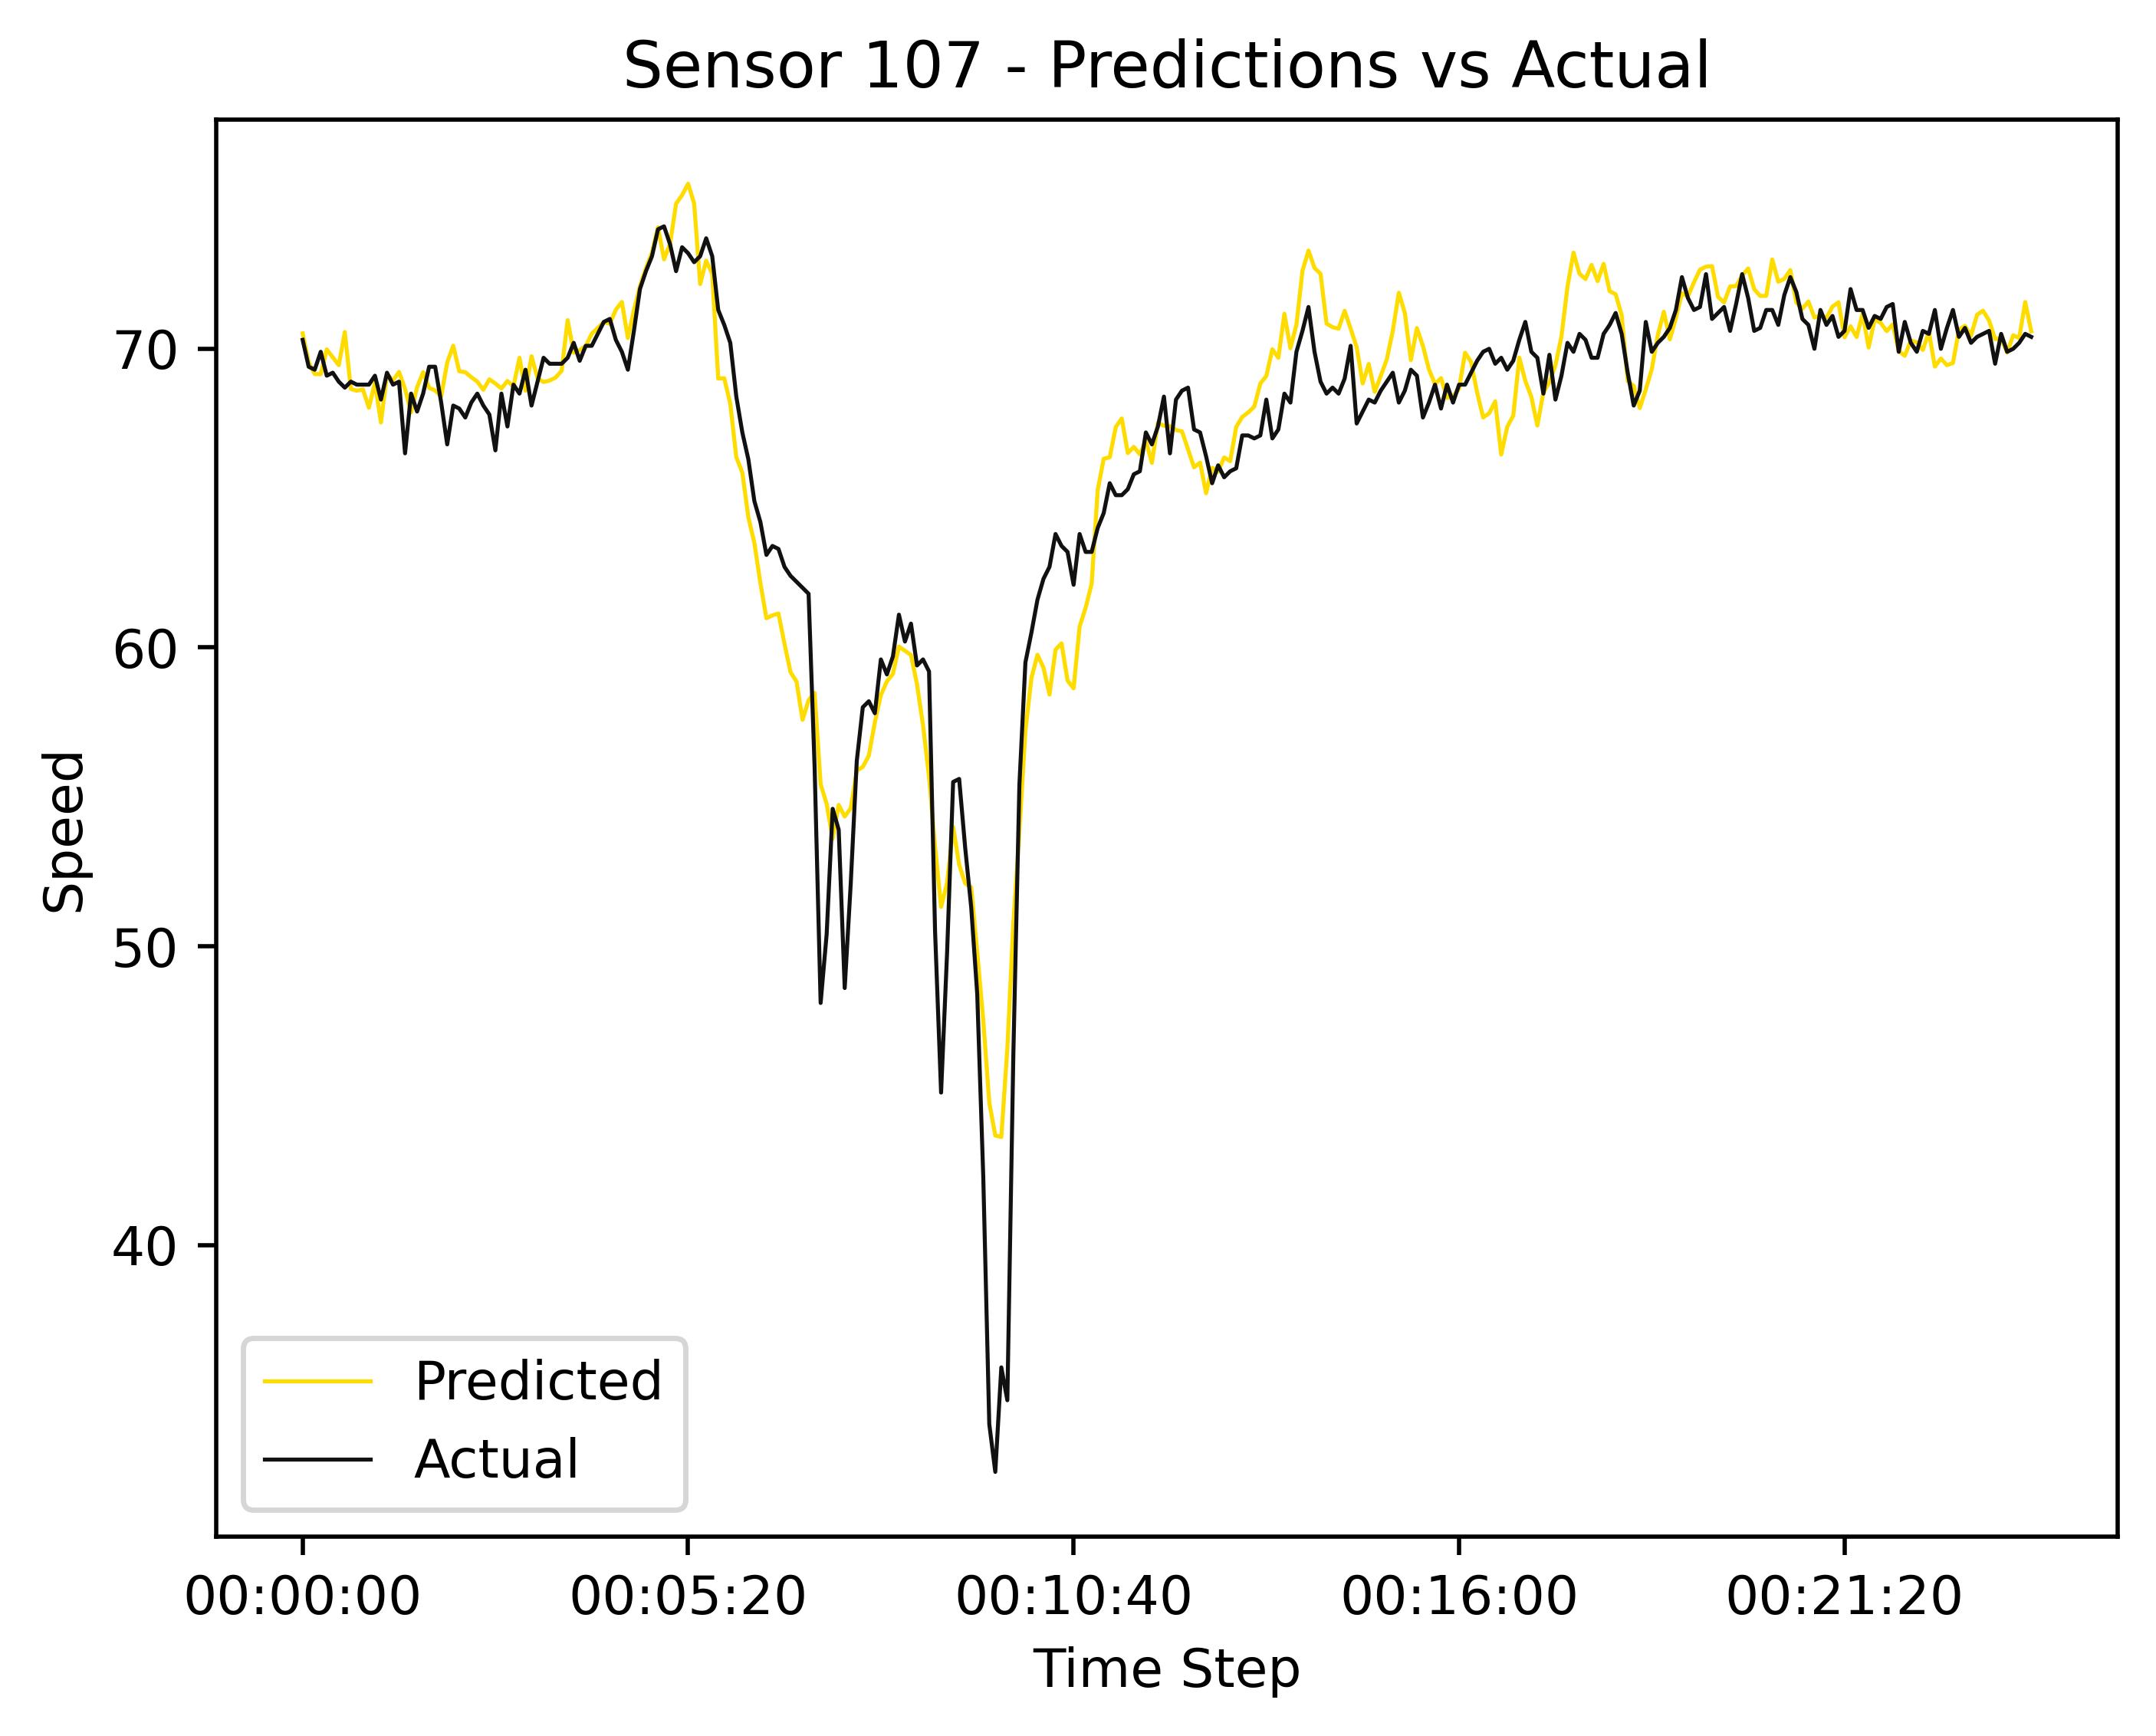 Sensor 107 - Predictions vs Actual
70
60
50
40
Speed
Predicted
Actual
00:00:00 00:05:20 00:10:40 00:16:00 00:21:20
Time Step